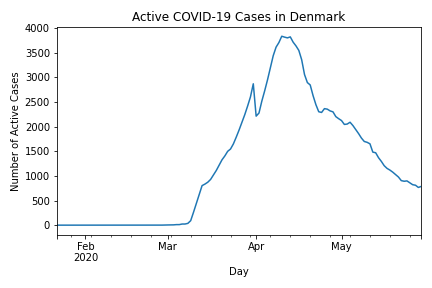 Active COVID-19 Cases in Denmark
Number of Active Cases
4000
3500
3000
2500
2000
1500
1000
500
0
Feb
2020
Mar
Apr
May
Day